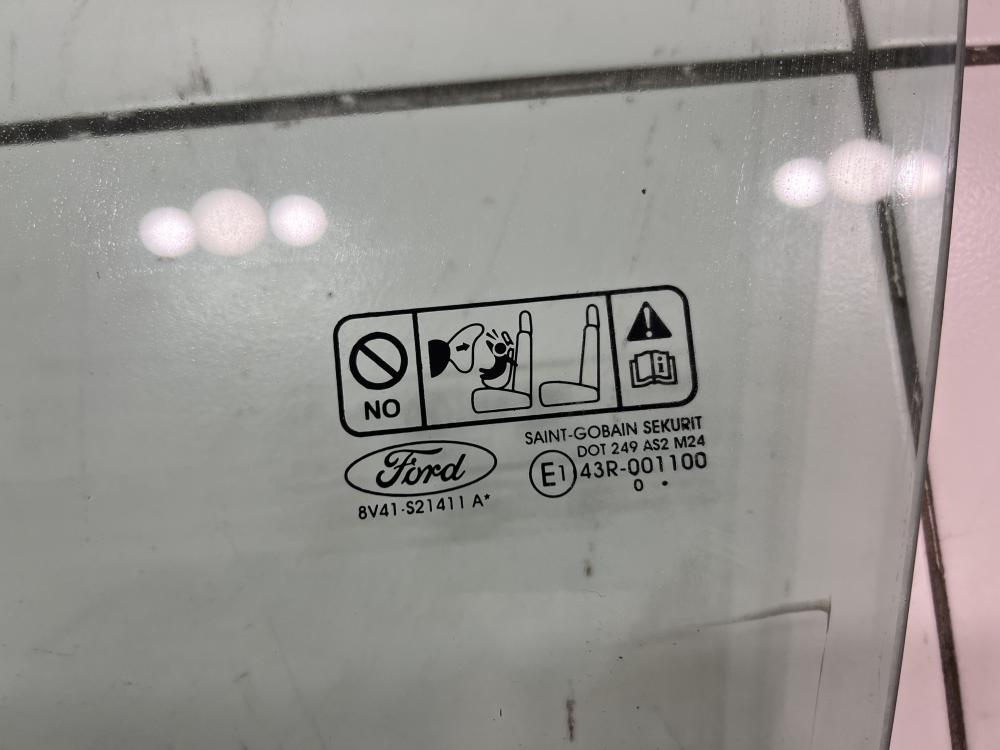 NO
Ford
8V41-S21411 A*
SAINT-GOBAIN SEKURIT
DOT 249 AS2 M24
E1 43R-001100
0 .